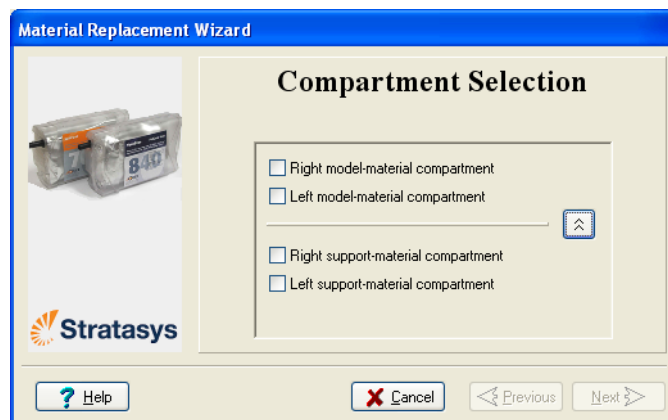 Material Replacement Wizard
Compartment Selection
840
Right model-material compartment
Left model-material compartment
Right support-material compartment
Left support-material compartment
Stratasys
Help
Cancel
Previous
Next